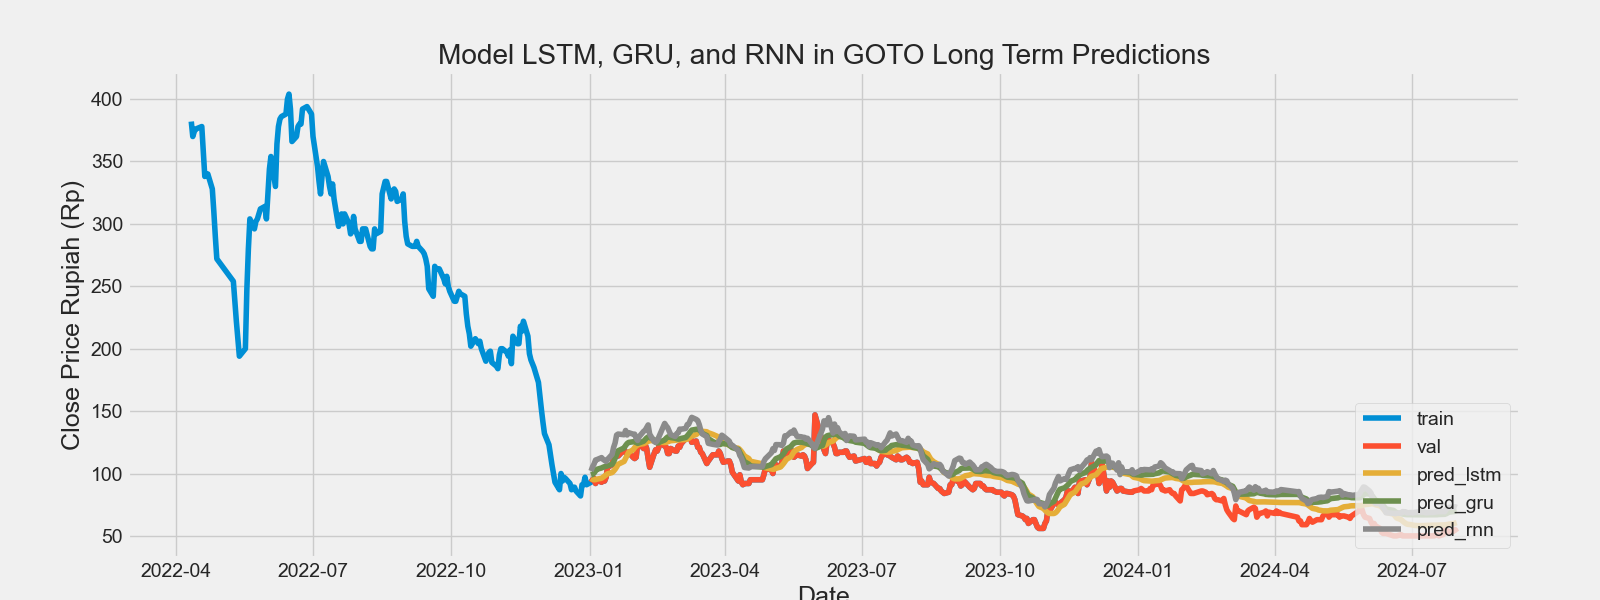 Model LSTM, GRU, and RNN in GOTO Long Term Predictions
Close Price Rupiah (Rp)
400
350
300
250
200
150
100
50
train
val
pred_lstm
pred_gru
pred_rnn
2022-04 2022-07 2022-10 2023-01 2023-04 2023-07 2023-10 2024-01 2024-04 2024-07
Date